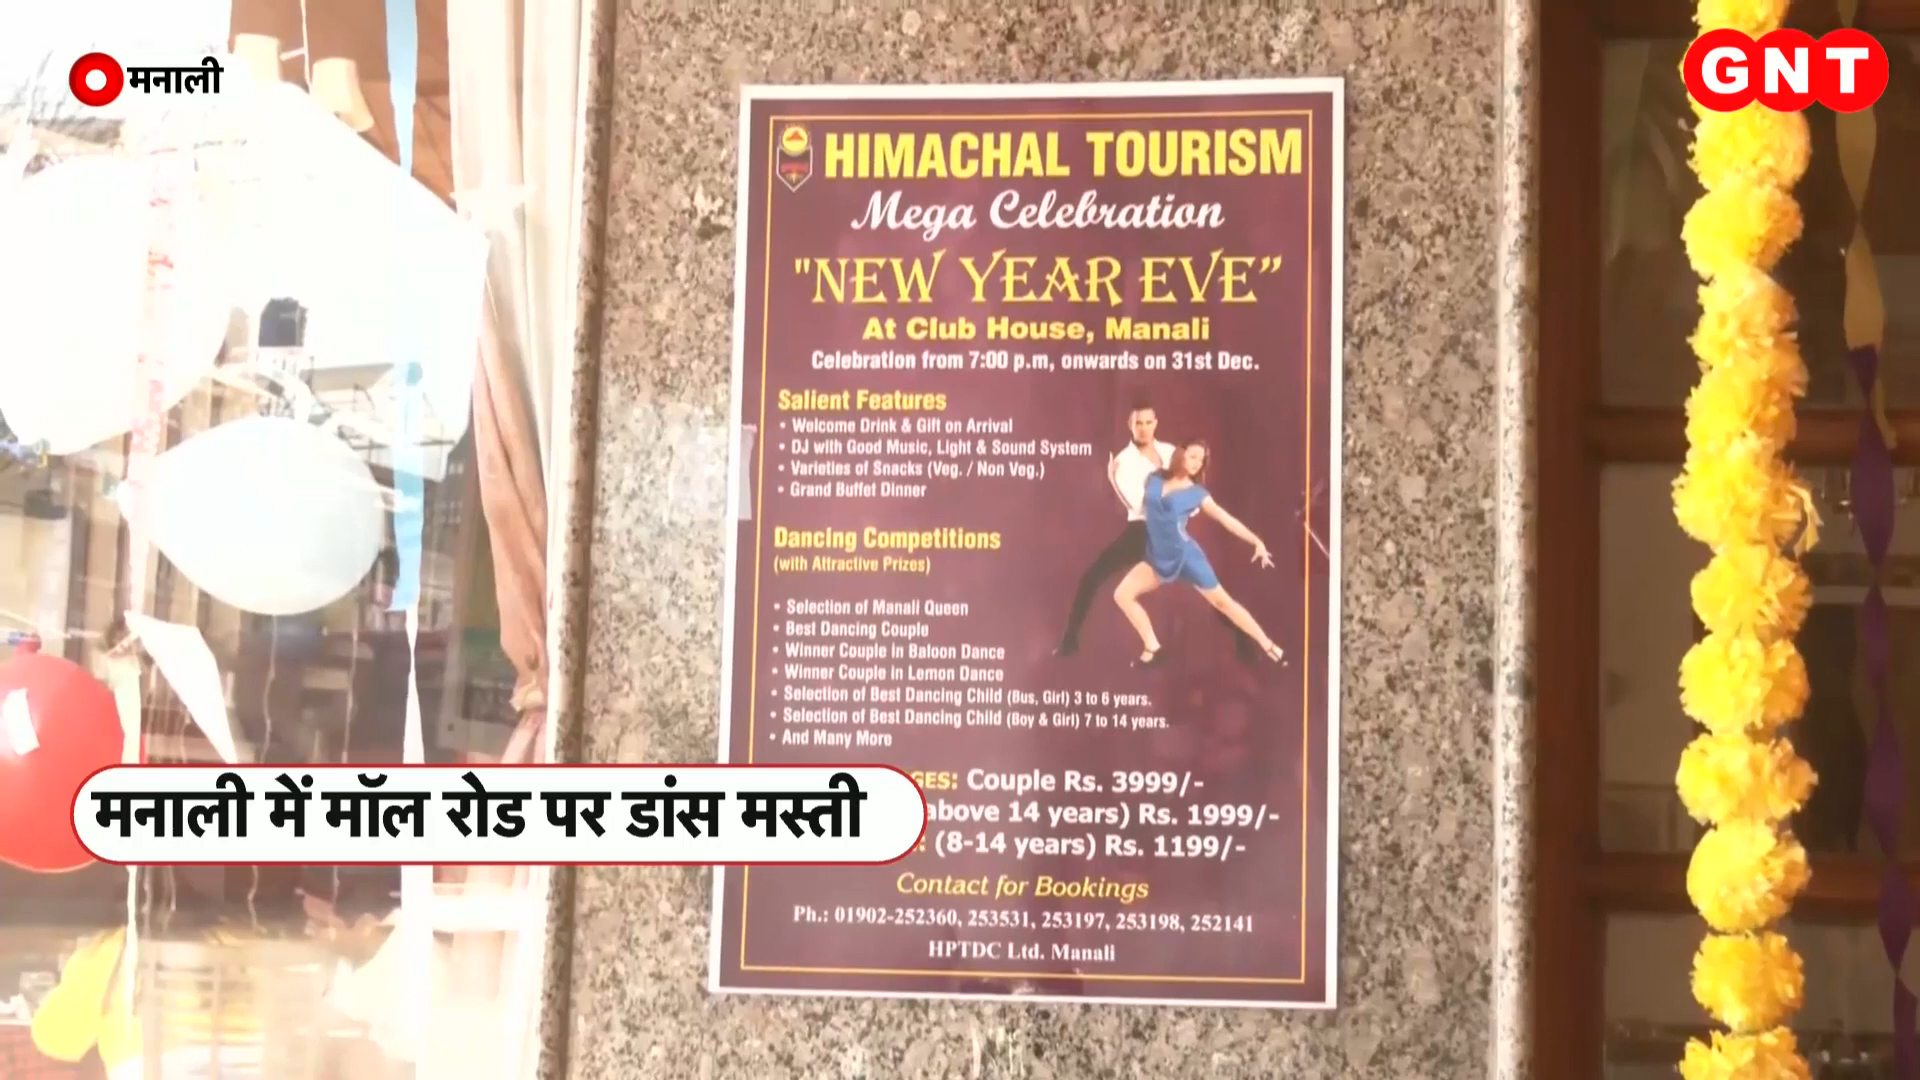 मनाली
GNT
HIMACHAL TOURISM
Mega Celebration
"NEW YEAR EVE"
At Club House, Manali
Celebration from 7:00 p.m, onwards on 31st Dec.
Salient Features
• Welcome Drink & Gift on Arrival
• DJ with Good Music, Light & Sound System
• Varieties of Snacks (Veg. / Non Veg.)
• Grand Buffet Dinner
Dancing Competitions
(with Attractive Prizes)
• Selection of Manali Queen
• Best Dancing Couple
• Winner Couple in Baloon Dance
• Winner Couple in Lemon Dance
• Selection of Best Dancing Child (Bus, Girl) 3 to 6 years.
• Selection of Best Dancing Child (Boy & Girl) 7 to 14 years.
• And Many More
GES: Couple Rs. 3999/-
above 14 years) Rs. 1999/-
: (8-14 years) Rs. 1199/-
मनाली में मॉल रोड पर डांस मस्ती
Contact for Bookings
Ph.: 01902-252360, 253531, 253197, 253198, 252141
HPTDC Ltd. Manali